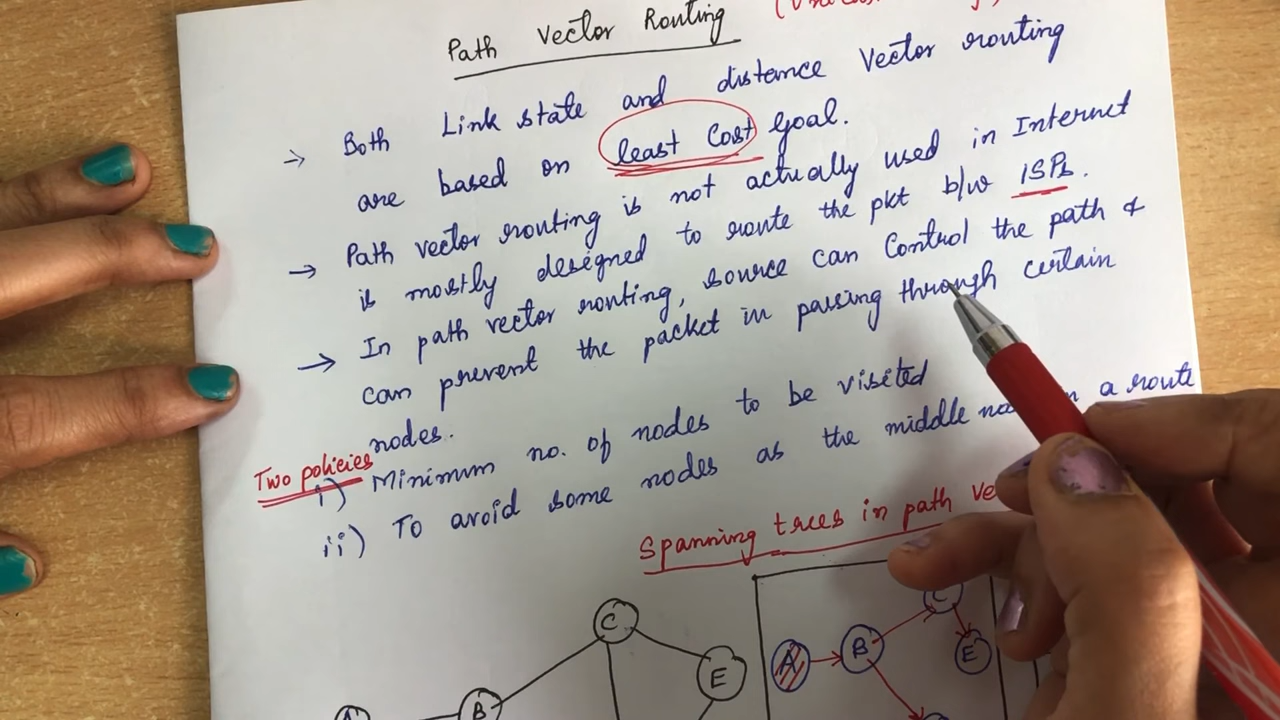 Path Vector Routing
→ Both Link state and distance Vector routing
are based on least Cost goal.
→ Path vector routing is not actually used in Internet
is mostly designed to route the pkt b/w ISPs.
→ In path vector routing, source can Control the path &
can prevent the packet in passing through certain
nodes.
Two policies
i) Minimum no. of nodes to be visited
ii) To avoid some nodes as the middle in a route
Spanning trees in path
C
C
A B E
E
B
A